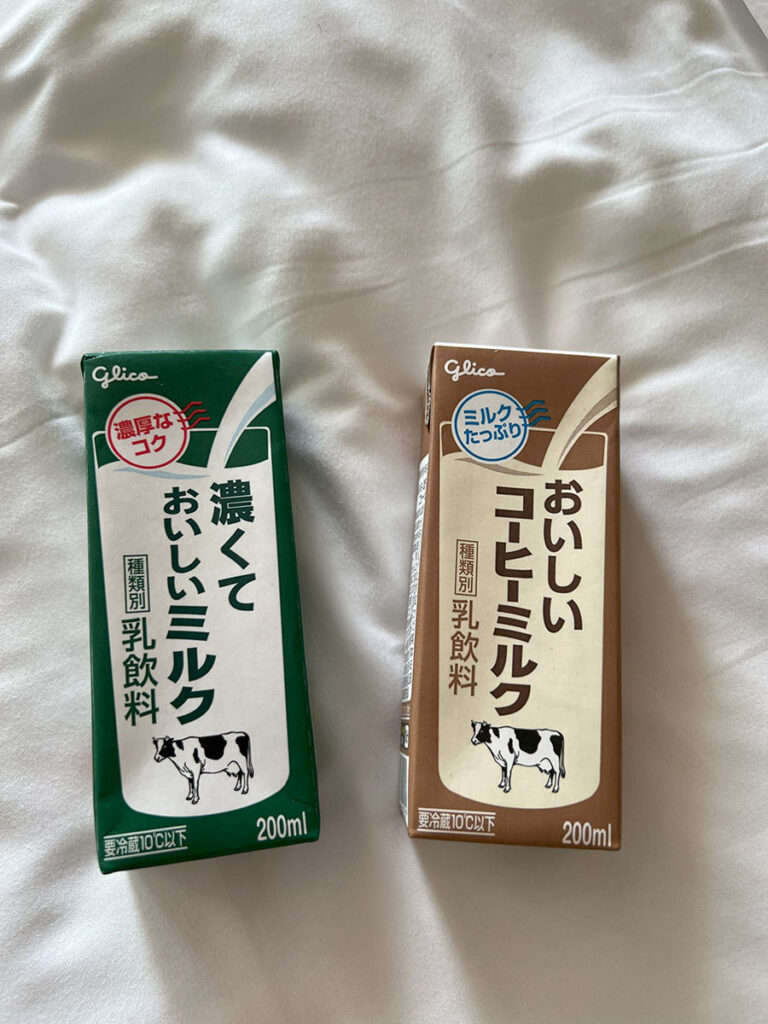 Glico
濃厚な
コク
濃くて
おいしいミルク
種類別
乳飲料
要冷蔵10℃以下
200ml
Glico
ミルク
たっぷり
おいしい
コーヒーミルク
種類別
乳飲料
要冷蔵10℃以下
200ml